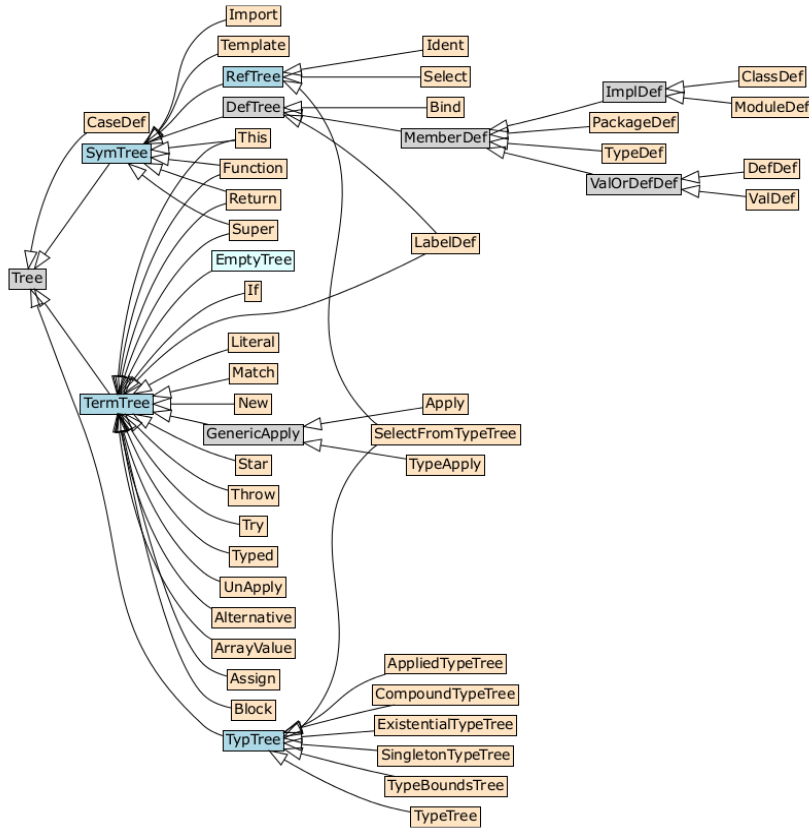 Import
Template
Ident
RefTree
Select
ClassDef
ImplDef
DefTree
Bind
ModuleDef
CaseDef
PackageDef
This
MemberDef
SymTree
TypeDef
Function
DefDef
ValOrDefDef
Return
ValDef
Super
LabelDef
EmptyTree
Tree
If
Literal
Match
TermTree
New
Apply
GenericApply
SelectFromTypeTree
Star
TypeApply
Throw
Try
Typed
UnApply
Alternative
ArrayValue
AppliedTypeTree
Assign
CompoundTypeTree
Block
ExistentialTypeTree
TypTree
SingletonTypeTree
TypeBoundsTree
TypeTree